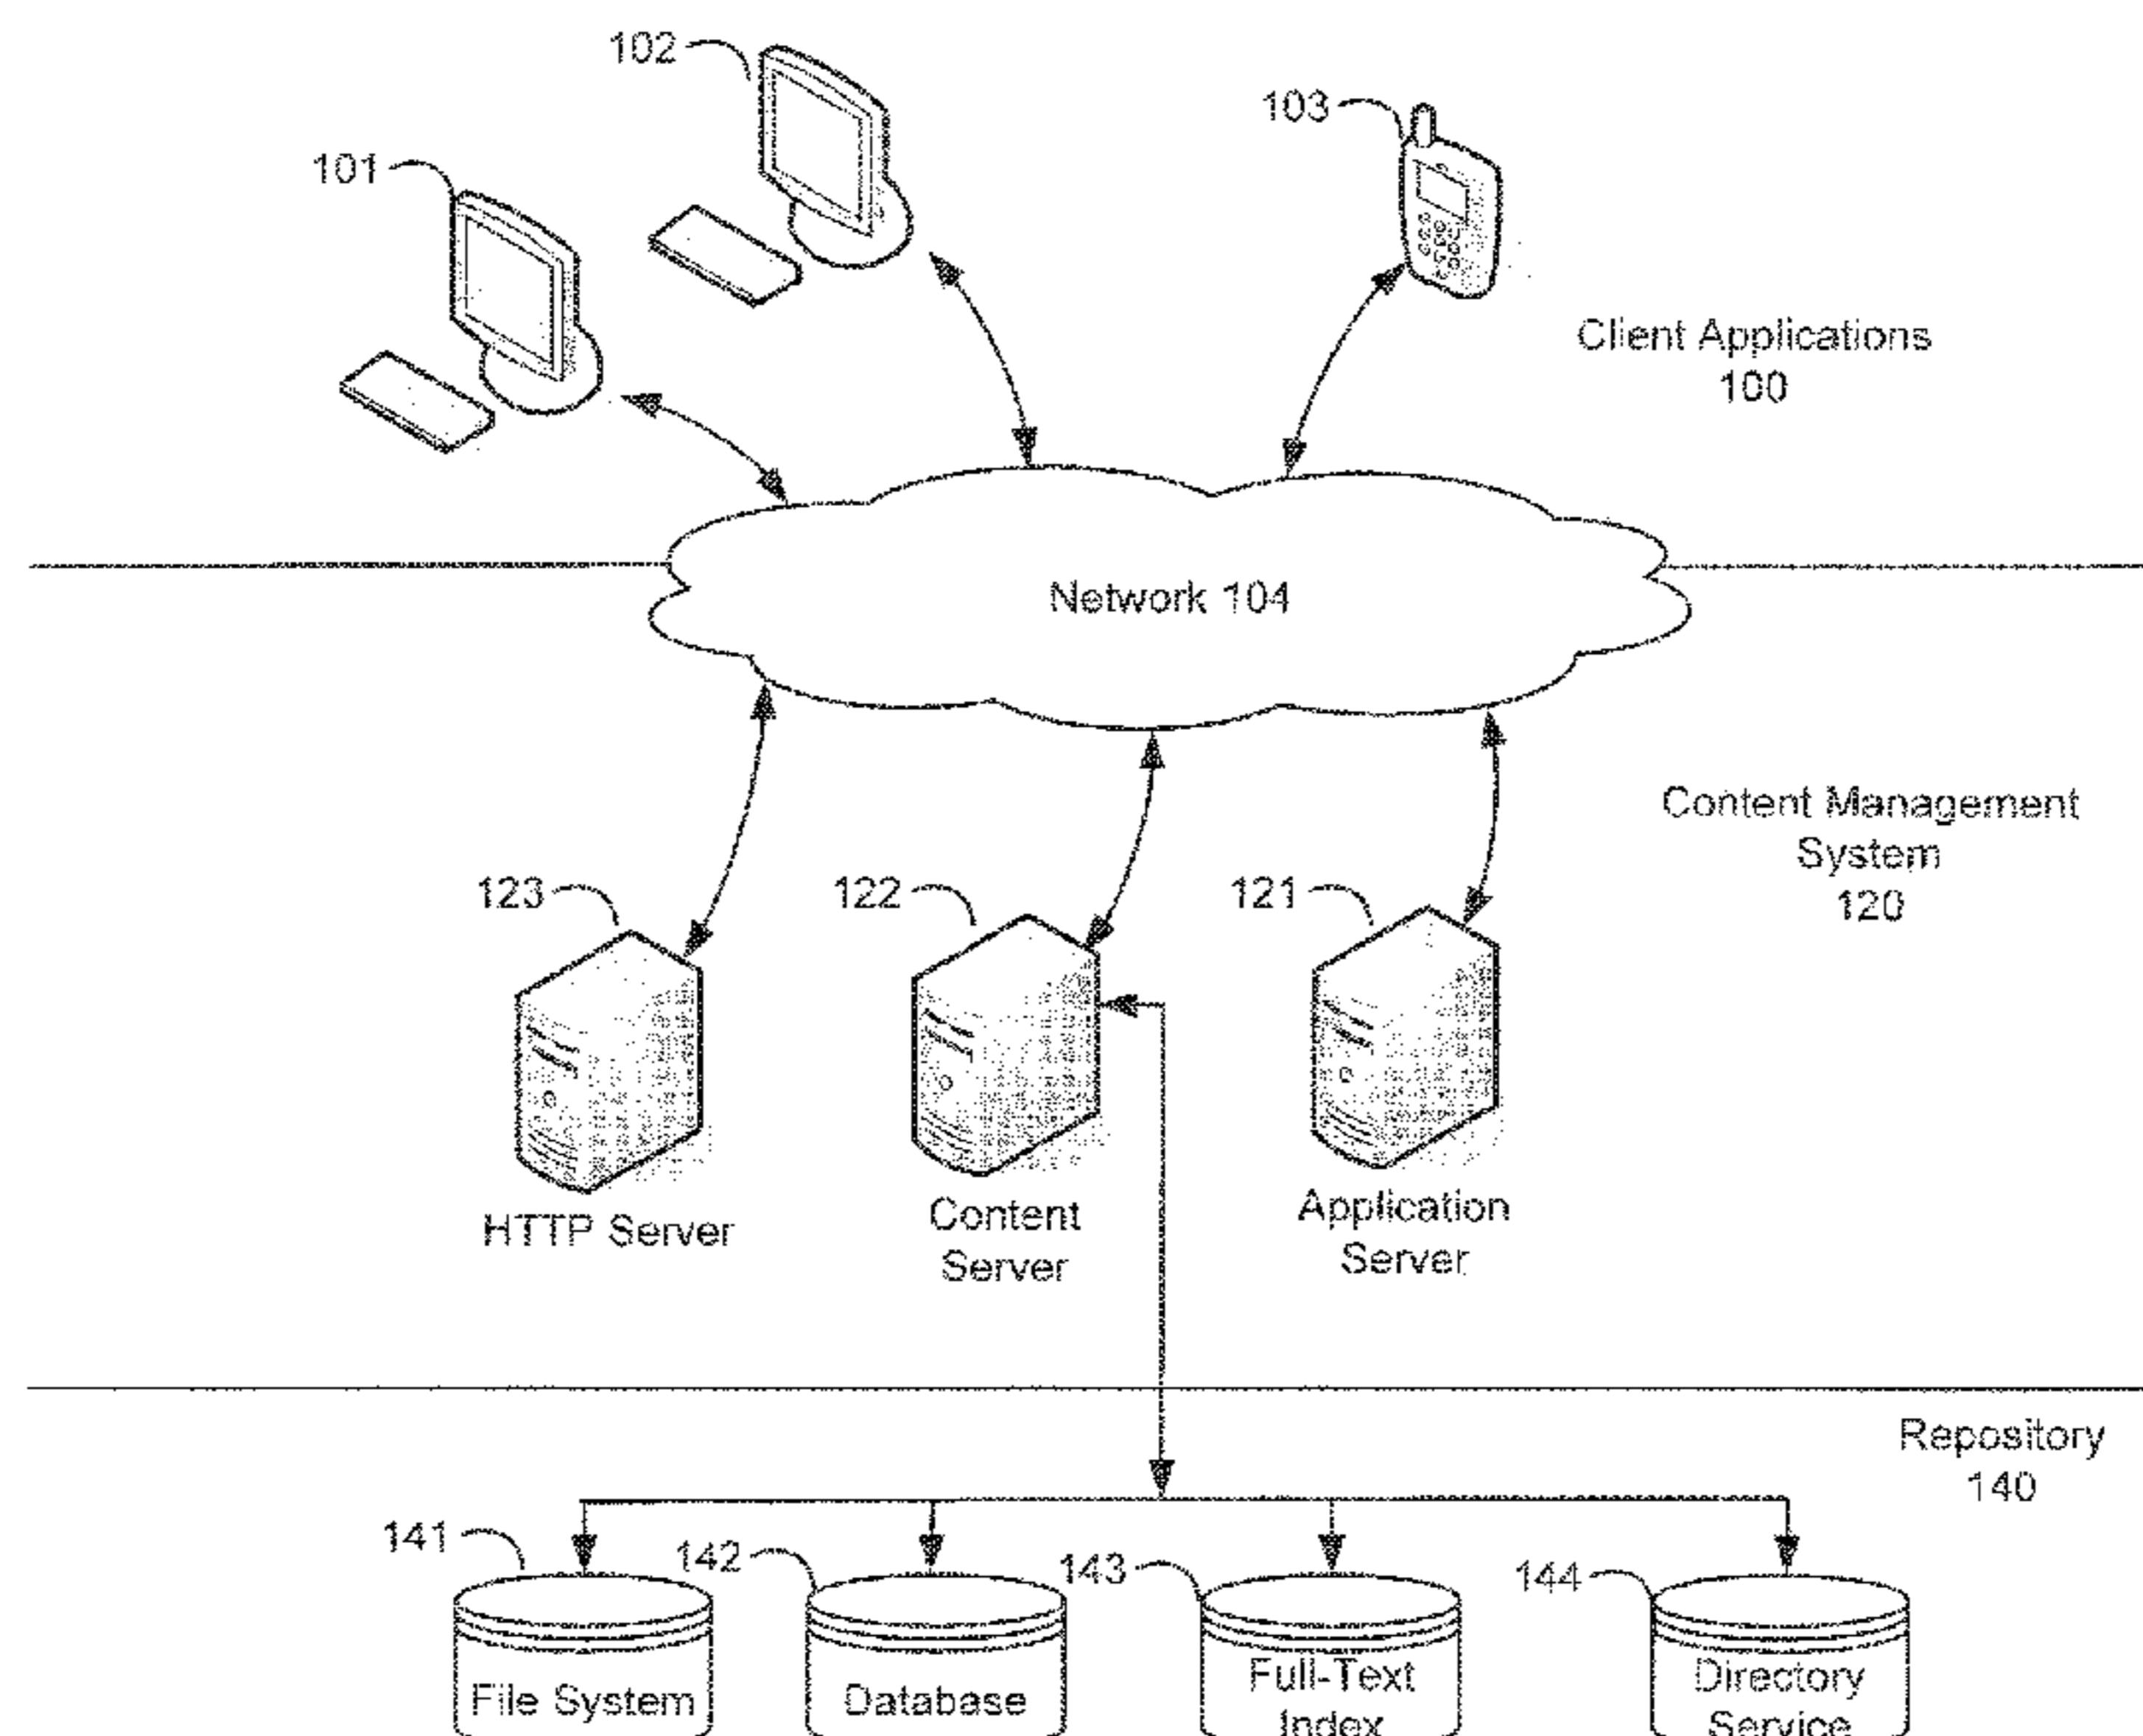 102
103
101
Client Applications
100
Network 104
Content Management
System
120
123
122
121
HTTP Server
Content
Server
Application
Server
Repository
140
141
142
143
144
File System
Database
Full-Text
Index
Directory
Service